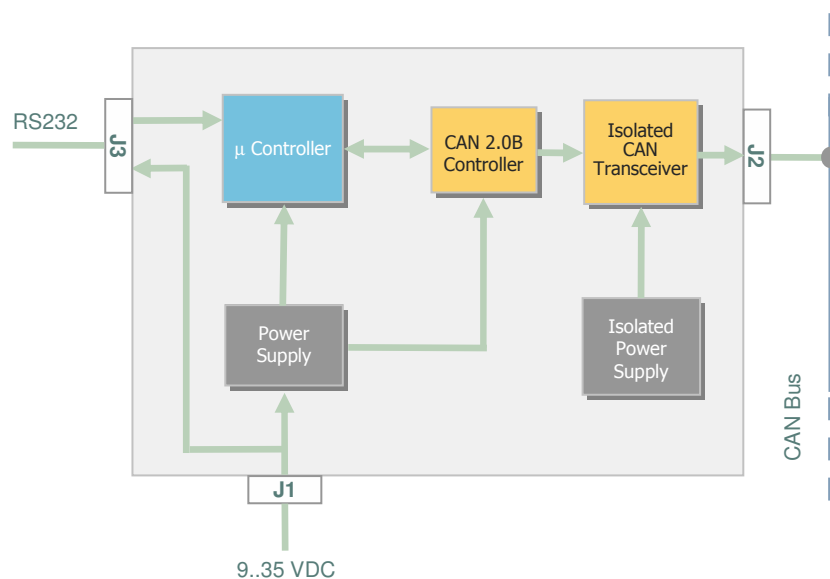 RS232
J3
μ Controller
CAN 2.0B
Controller
Isolated
CAN
Transceiver
J2
Power
Supply
Isolated
Power
Supply
CAN Bus
J1
9..35 VDC